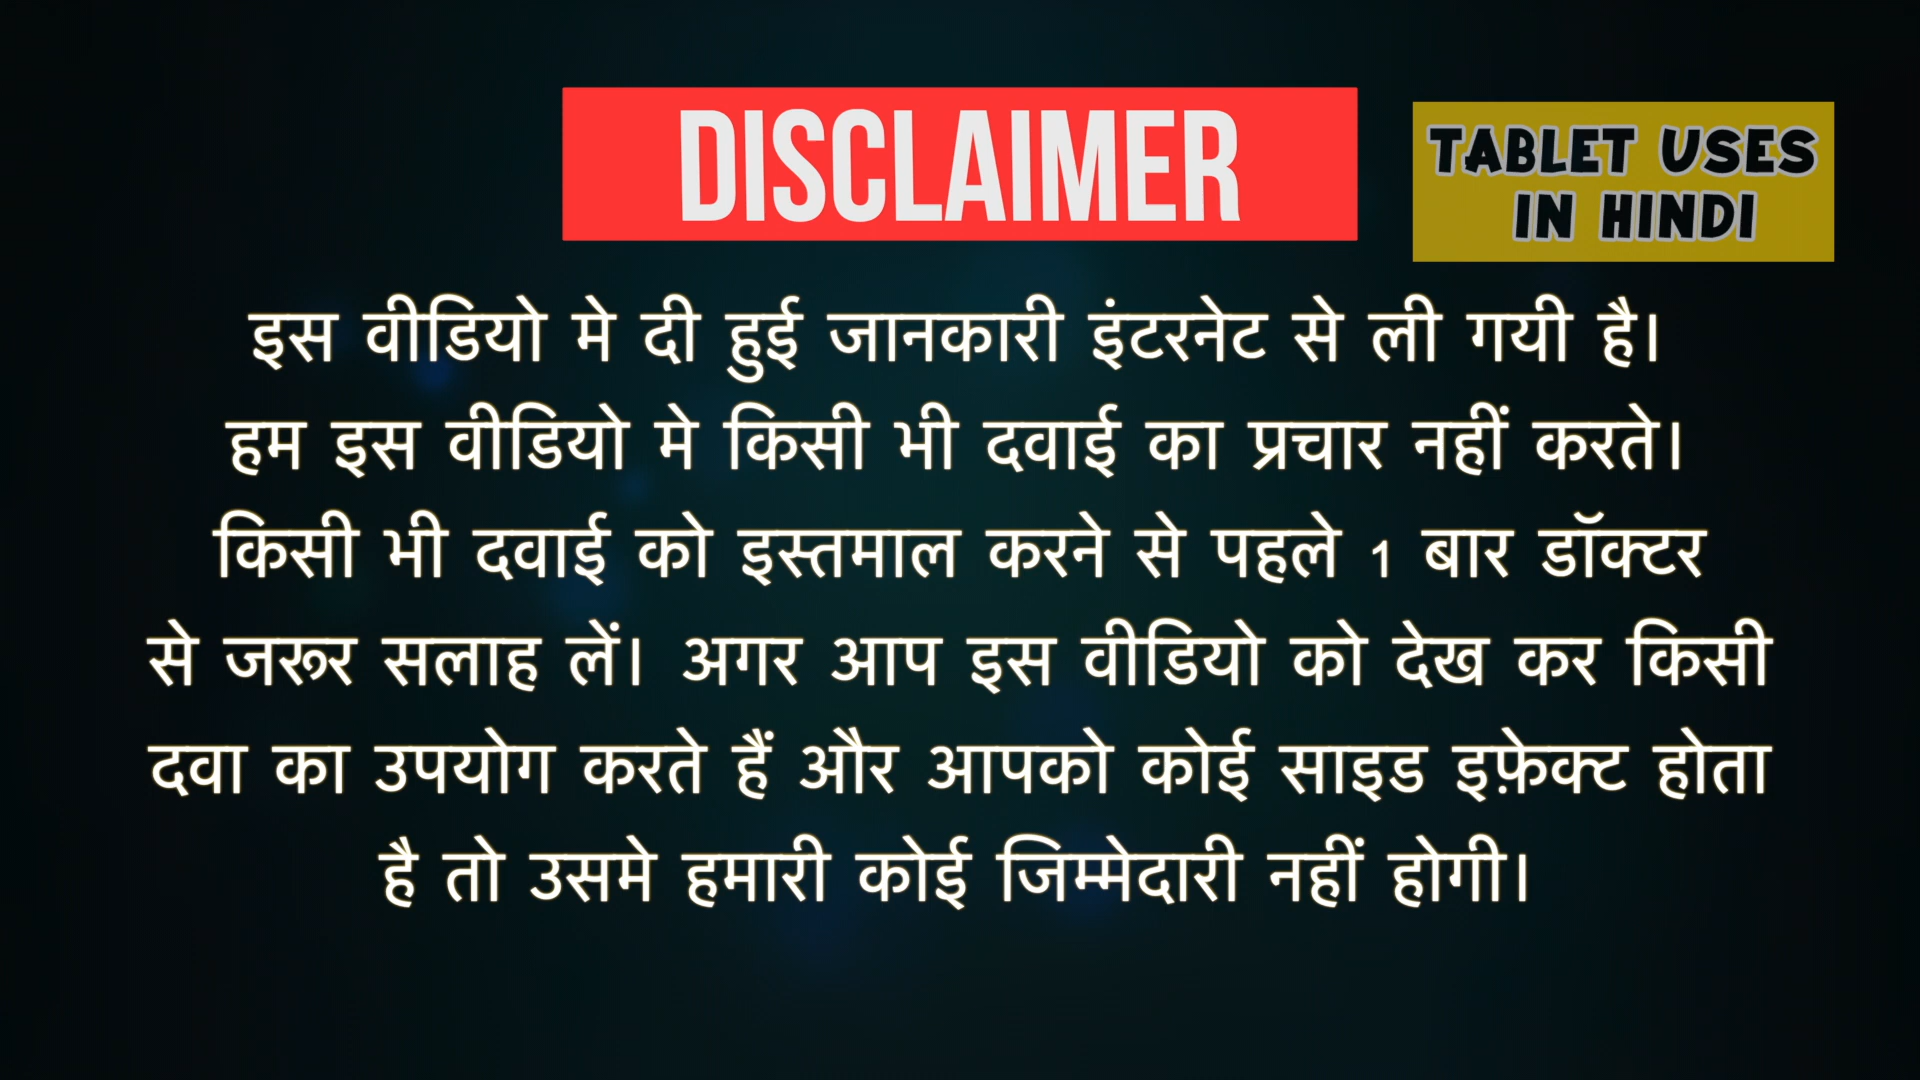 DISCLAIMER
TABLET USES
IN HINDI
इस वीडियो मे दी हुई जानकारी इंटरनेट से ली गयी है।
हम इस वीडियो मे किसी भी दवाई का प्रचार नहीं करते।
किसी भी दवाई को इस्तमाल करने से पहले 1 बार डॉक्टर
से जरूर सलाह लें। अगर आप इस वीडियो को देख कर किसी
दवा का उपयोग करते हैं और आपको कोई साइड इफ़ेक्ट होता
है तो उसमे हमारी कोई जिम्मेदारी नहीं होगी।